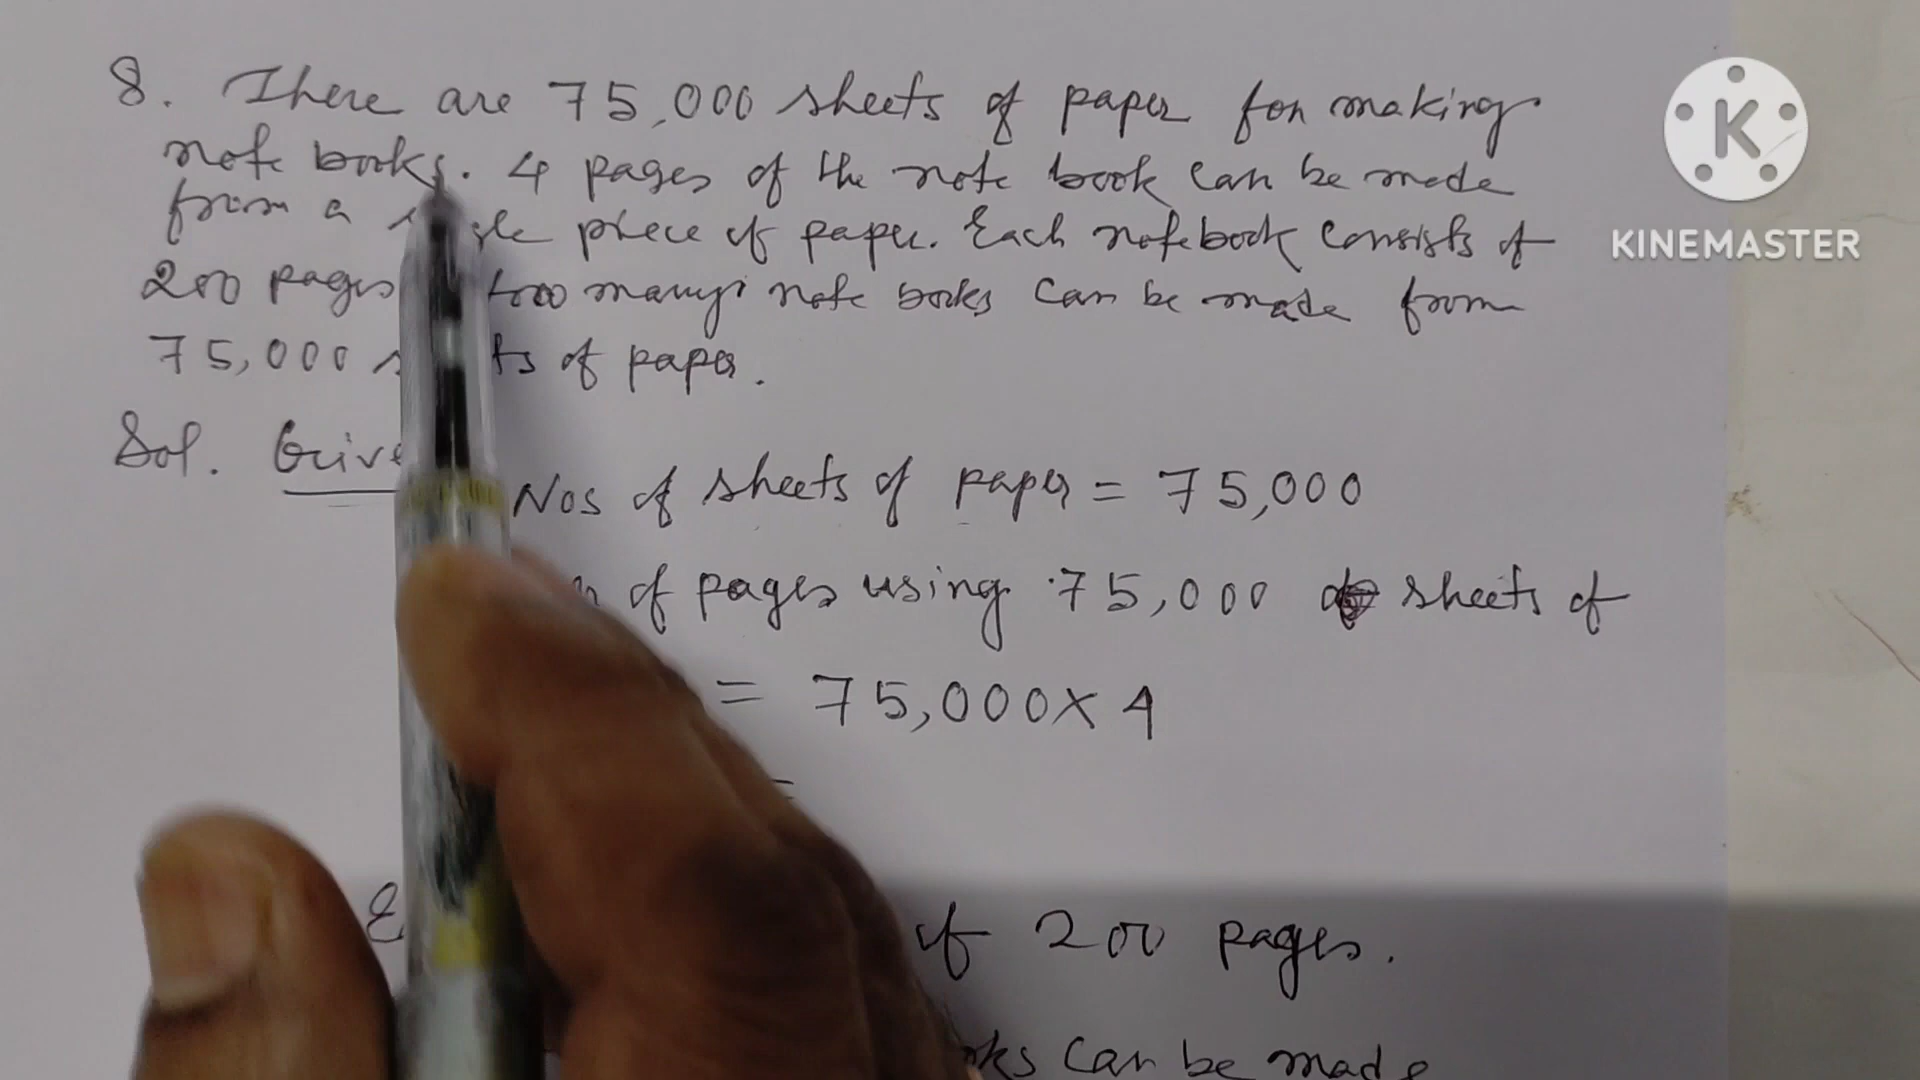 8. There are 75,000 sheets of paper for making
note books. 4 pages of the note book can be made
from a piece of paper. Each notebook consists of
200 pages many note books can be made from
75,000 of paper.
Sol.
Nos of sheets of paper = 75,000
of pages using 75,000 sheets of
= 75,000 x 4
=
of 200 pages.
can be made
K
KINEMASTER